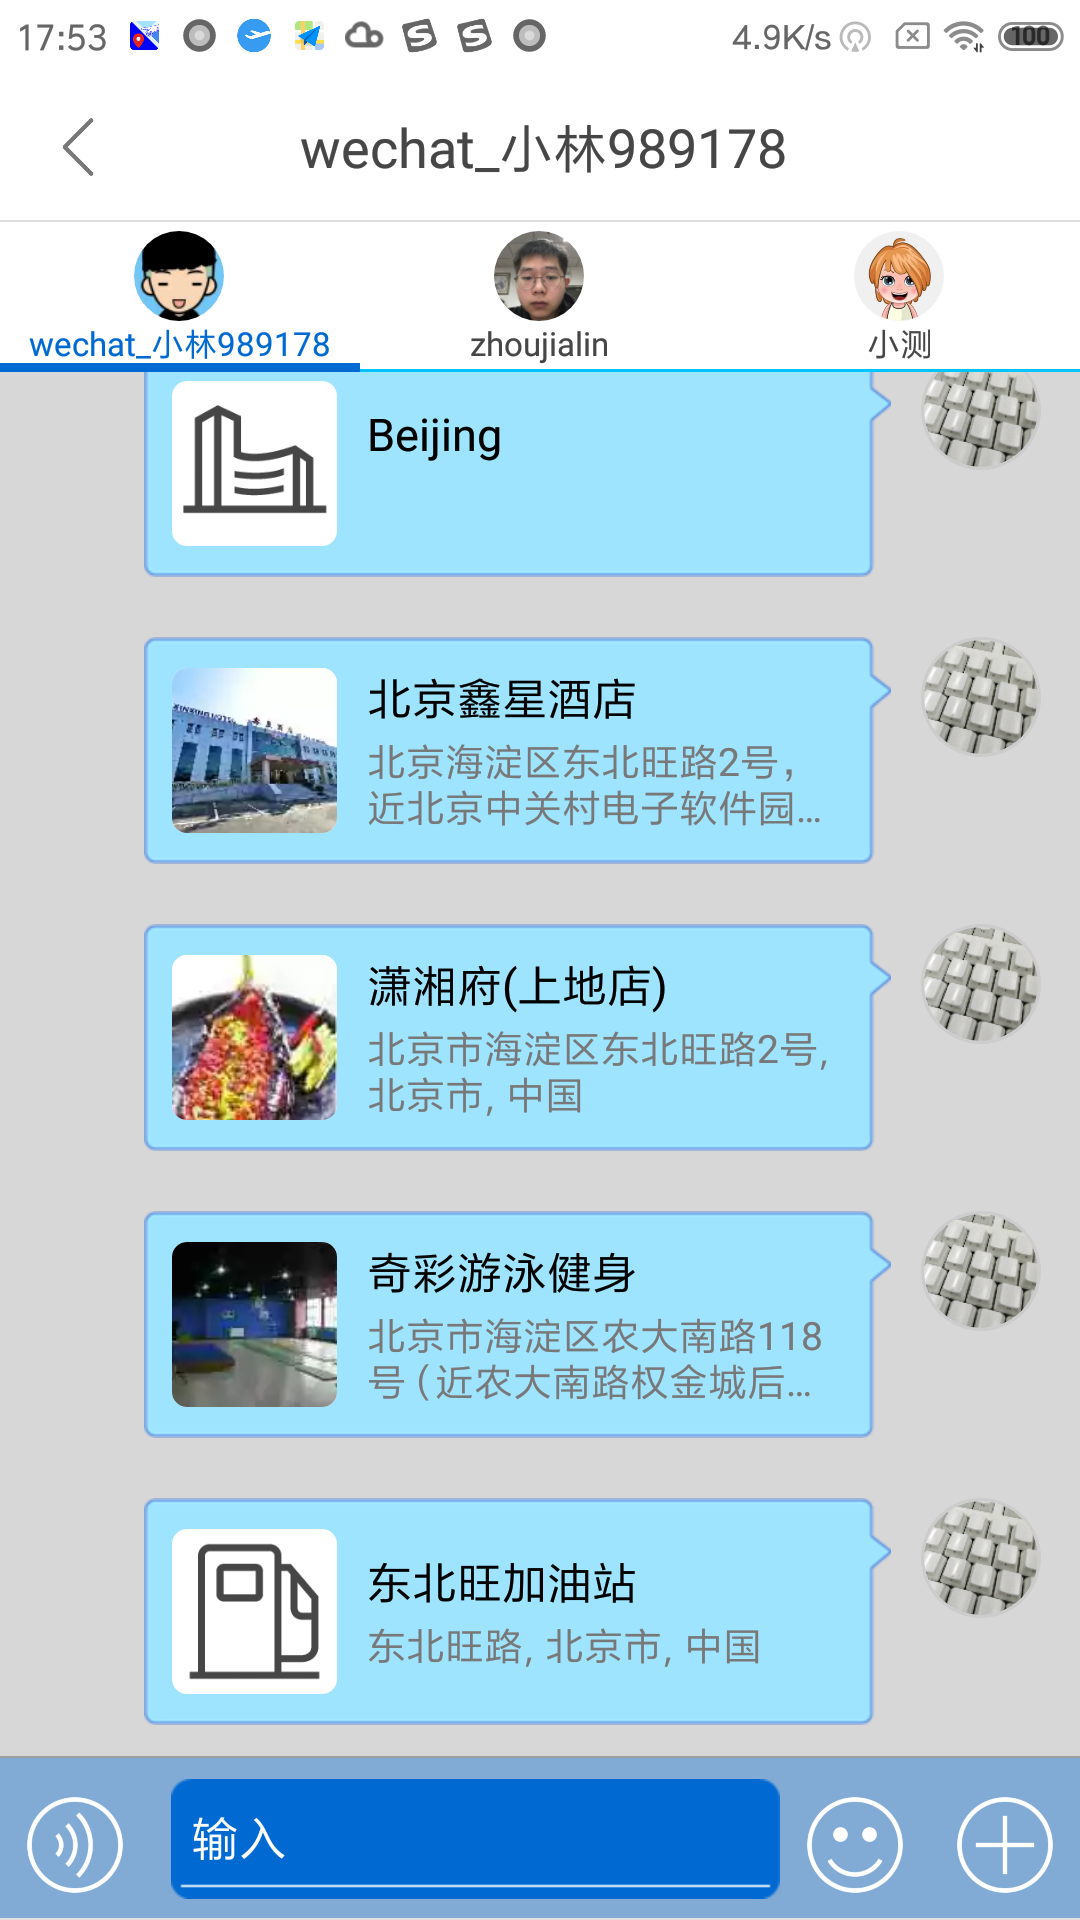 17:53
4.9K/s
100
wechat_小林989178
wechat_小林989178
zhoujialin
小测
Beijing
北京鑫星酒店
北京海淀区东北旺路2号，
近北京中关村电子软件园...
潇湘府(上地店)
北京市海淀区东北旺路2号,
北京市, 中国
奇彩游泳健身
北京市海淀区农大南路118
号（近农大南路权金城后...
东北旺加油站
东北旺路, 北京市, 中国
输入